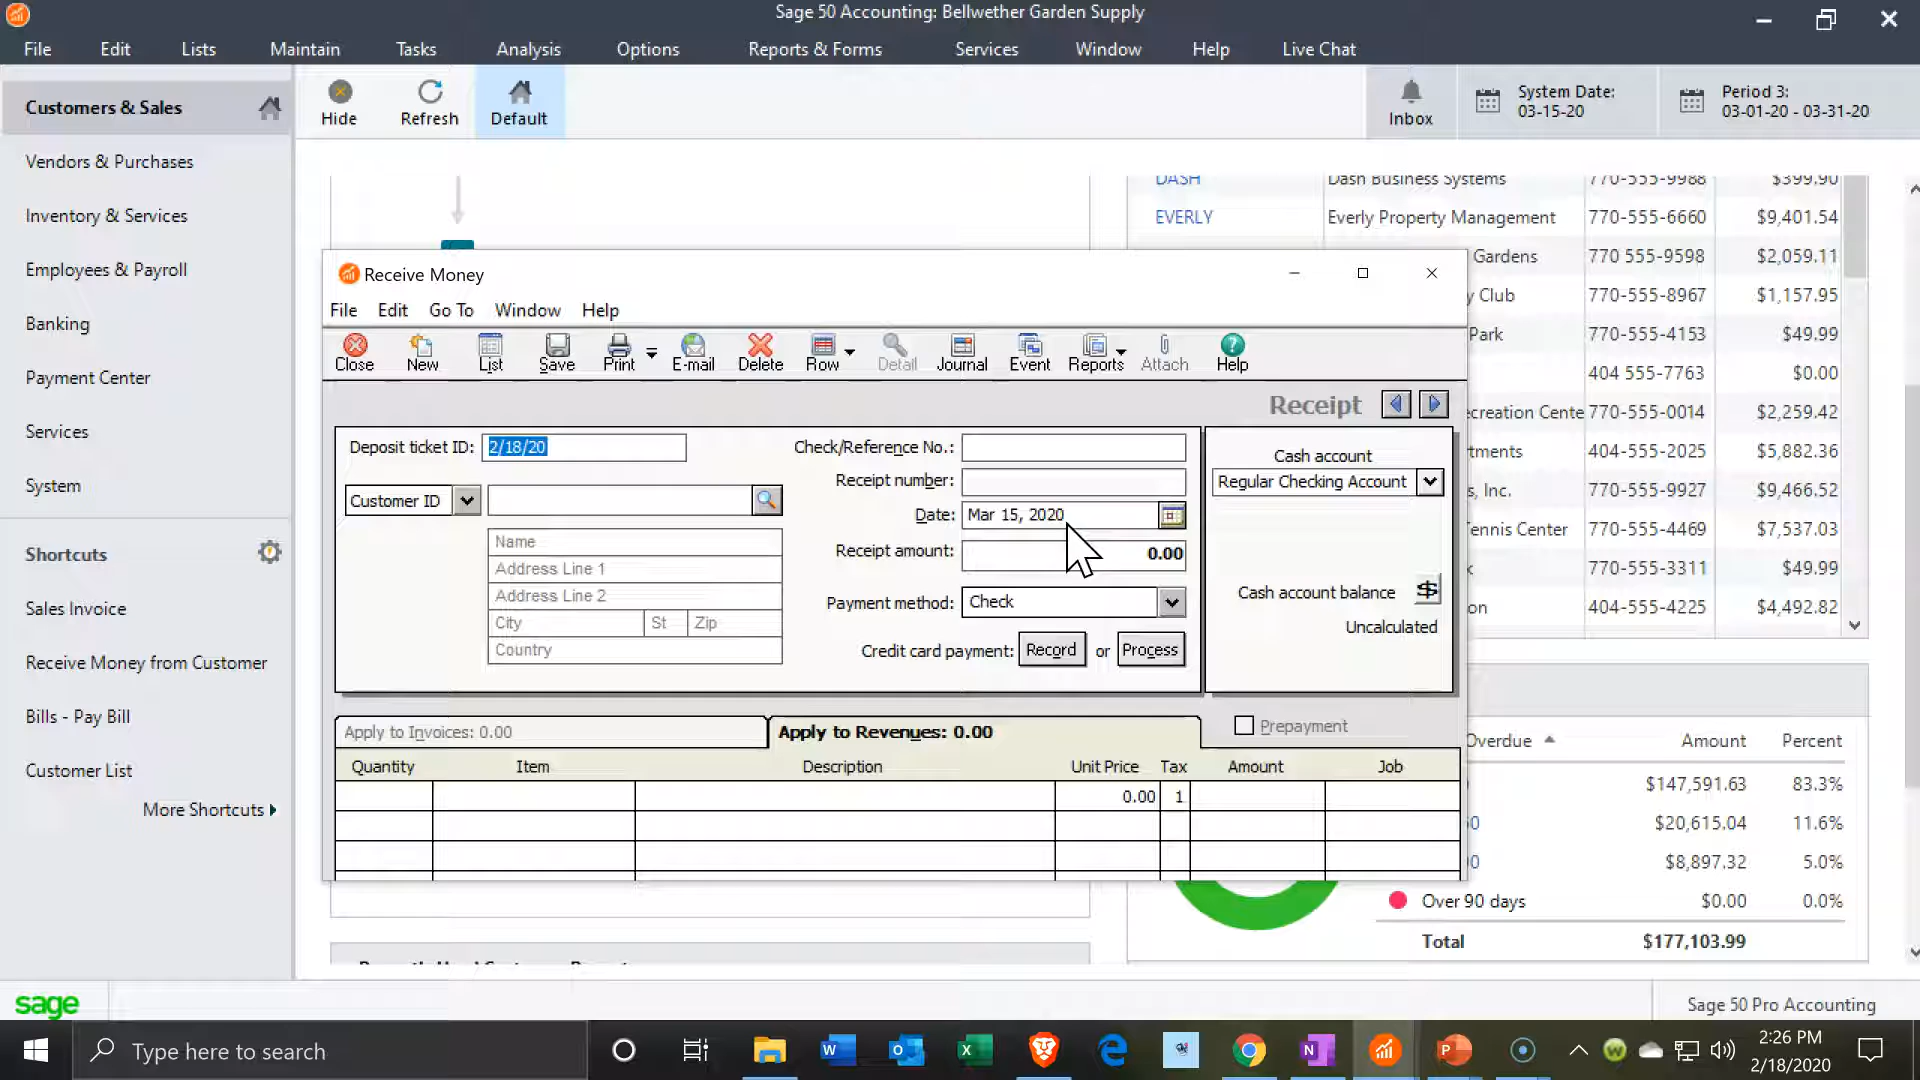 Sage 50 Accounting: Bellwether Garden Supply
File Edit Lists Maintain Tasks Analysis Options Reports & Forms Services Window Help Live Chat
Customers & Sales
Vendors & Purchases
Inventory & Services
Employees & Payroll
Banking
Payment Center
Services
System
Shortcuts
Sales Invoice
Receive Money from Customer
Bills - Pay Bill
Customer List
More Shortcuts
Hide Refresh Default
Inbox
System Date:
03-15-20
Period 3:
03-01-20 - 03-31-20
DASH Dash Business Systems 770-555-9988 $399.90
EVERLY Everly Property Management 770-555-6660 $9,401.54
Gardens 770 555-9598 $2,059.11
y Club 770-555-8967 $1,157.95
Park 770-555-4153 $49.99
404 555-7763 $0.00
ecreation Cente 770-555-0014 $2,259.42
tments 404-555-2025 $5,882.36
s, Inc. 770-555-9927 $9,466.52
Tennis Center 770-555-4469 $7,537.03
770-555-3311 $49.99
on 404-555-4225 $4,492.82
Receive Money
File Edit Go To Window Help
Close New List Save Print E-mail Delete Row Detail Journal Event Reports Attach Help
Receipt
Deposit ticket ID: 2/18/20
Customer ID
Name
Address Line 1
Address Line 2
City St Zip
Country
Check/Reference No.:
Receipt number:
Date: Mar 15, 2020
Receipt amount: 0.00
Payment method: Check
Credit card payment: Record or Process
Cash account
Regular Checking Account
Cash account balance
Uncalculated
Apply to Invoices: 0.00
Apply to Revenues: 0.00
Prepayment
Quantity Item Description Unit Price Tax Amount Job
0.00 1
Overdue Amount Percent
$147,591.63 83.3%
0 $20,615.04 11.6%
0 $8,897.32 5.0%
Over 90 days $0.00 0.0%
Total $177,103.99
sage
Sage 50 Pro Accounting
Type here to search
2:26 PM
2/18/2020